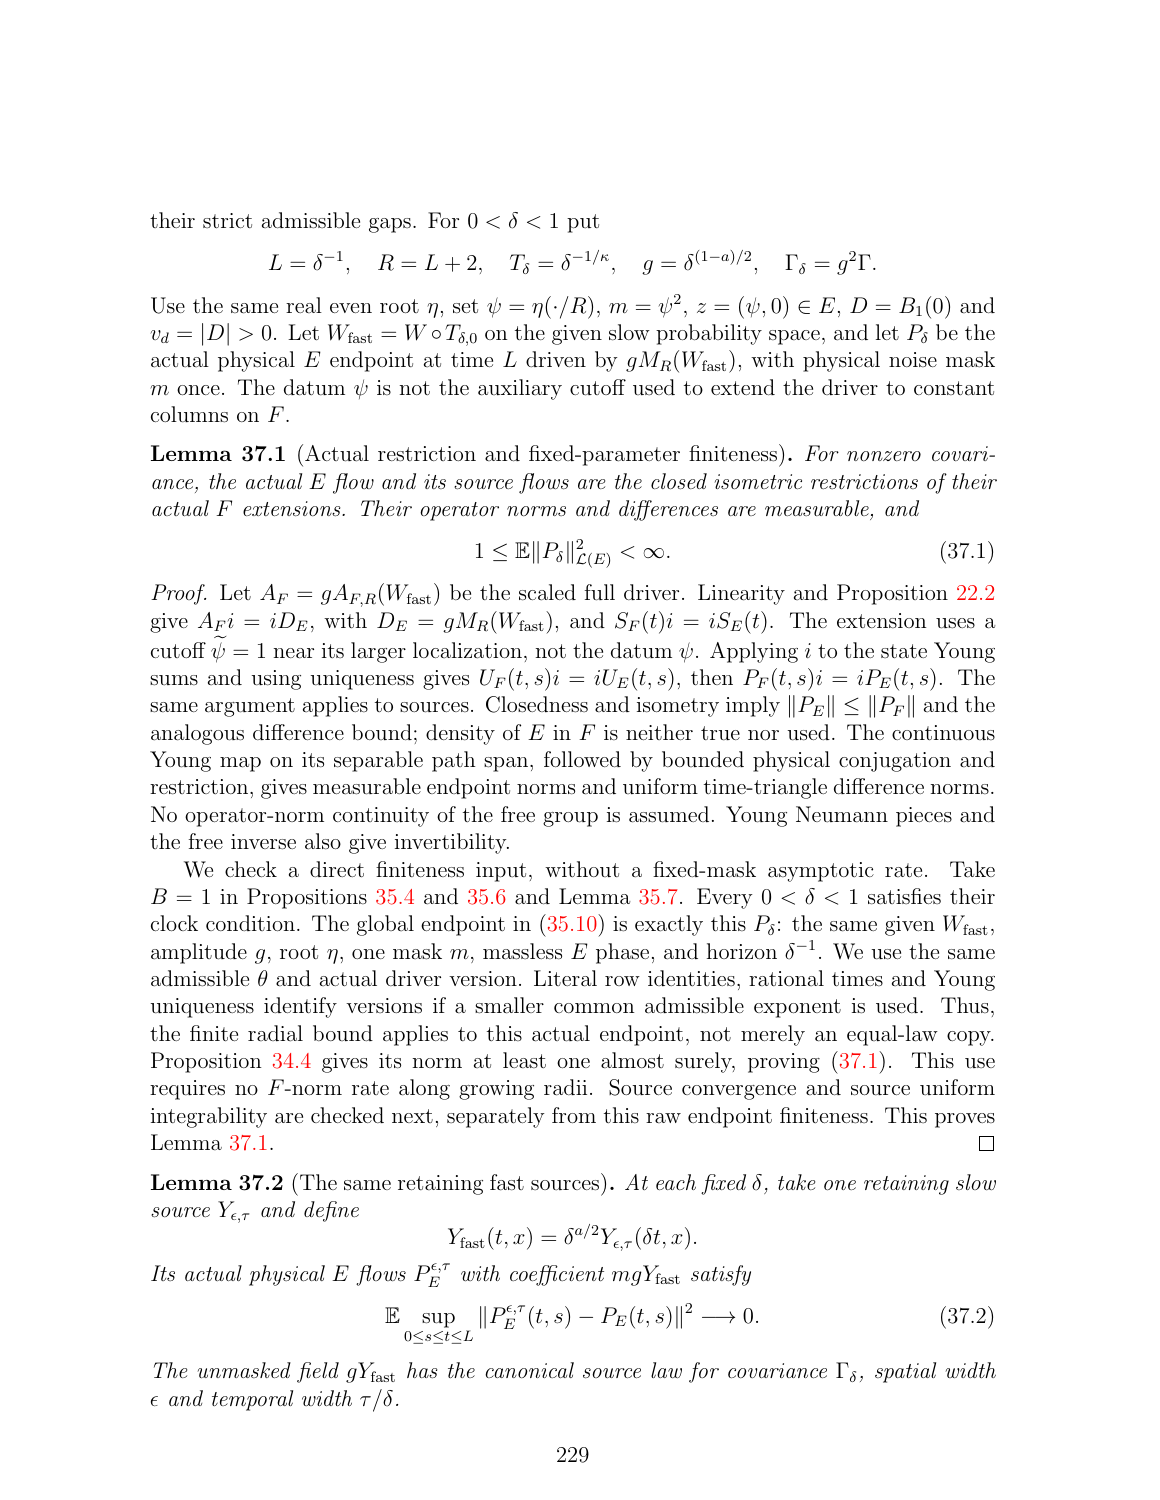 their strict admissible gaps. For 0 < δ < 1 put
L = δ⁻¹, R = L + 2, T_δ = δ^{−1/κ}, g = δ^{(1−a)/2}, Γ_δ = g²Γ.
Use the same real even root η, set ψ = η(·/R), m = ψ², z = (ψ, 0) ∈ E, D = B₁(0) and
v_d = |D| > 0. Let W_fast = W ∘ T_{δ,0} on the given slow probability space, and let P_δ be the
actual physical E endpoint at time L driven by gM_R(W_fast), with physical noise mask
m once. The datum ψ is not the auxiliary cutoff used to extend the driver to constant
columns on F.
Lemma 37.1 (Actual restriction and fixed-parameter finiteness). For nonzero covari-
ance, the actual E flow and its source flows are the closed isometric restrictions of their
actual F extensions. Their operator norms and differences are measurable, and
1 ≤ 𝔼‖P_δ‖²_{ℒ(E)} < ∞. (37.1)
Proof. Let A_F = gA_{F,R}(W_fast) be the scaled full driver. Linearity and Proposition 22.2
give A_F i = iD_E, with D_E = gM_R(W_fast), and S_F(t)i = iS_E(t). The extension uses a
cutoff ψ̃ = 1 near its larger localization, not the datum ψ. Applying i to the state Young
sums and using uniqueness gives U_F(t, s)i = iU_E(t, s), then P_F(t, s)i = iP_E(t, s). The
same argument applies to sources. Closedness and isometry imply ‖P_E‖ ≤ ‖P_F‖ and the
analogous difference bound; density of E in F is neither true nor used. The continuous
Young map on its separable path span, followed by bounded physical conjugation and
restriction, gives measurable endpoint norms and uniform time-triangle difference norms.
No operator-norm continuity of the free group is assumed. Young Neumann pieces and
the free inverse also give invertibility.
We check a direct finiteness input, without a fixed-mask asymptotic rate. Take
B = 1 in Propositions 35.4 and 35.6 and Lemma 35.7. Every 0 < δ < 1 satisfies their
clock condition. The global endpoint in (35.10) is exactly this P_δ: the same given W_fast,
amplitude g, root η, one mask m, massless E phase, and horizon δ⁻¹. We use the same
admissible θ and actual driver version. Literal row identities, rational times and Young
uniqueness identify versions if a smaller common admissible exponent is used. Thus,
the finite radial bound applies to this actual endpoint, not merely an equal-law copy.
Proposition 34.4 gives its norm at least one almost surely, proving (37.1). This use
requires no F-norm rate along growing radii. Source convergence and source uniform
integrability are checked next, separately from this raw endpoint finiteness. This proves
Lemma 37.1. □
Lemma 37.2 (The same retaining fast sources). At each fixed δ, take one retaining slow
source Y_{ϵ,τ} and define
Y_fast(t, x) = δ^{a/2}Y_{ϵ,τ}(δt, x).
Its actual physical E flows P_E^{ϵ,τ} with coefficient mgY_fast satisfy
𝔼 sup_{0≤s≤t≤L} ‖P_E^{ϵ,τ}(t, s) − P_E(t, s)‖² ⟶ 0. (37.2)
The unmasked field gY_fast has the canonical source law for covariance Γ_δ, spatial width
ϵ and temporal width τ/δ.
229